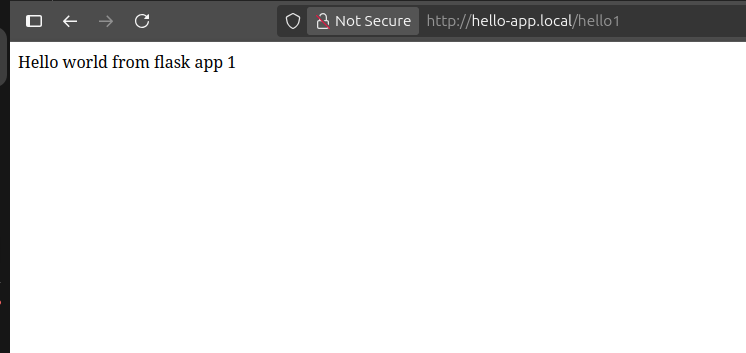 Not Secure http://hello-app.local/hello1
Hello world from flask app 1